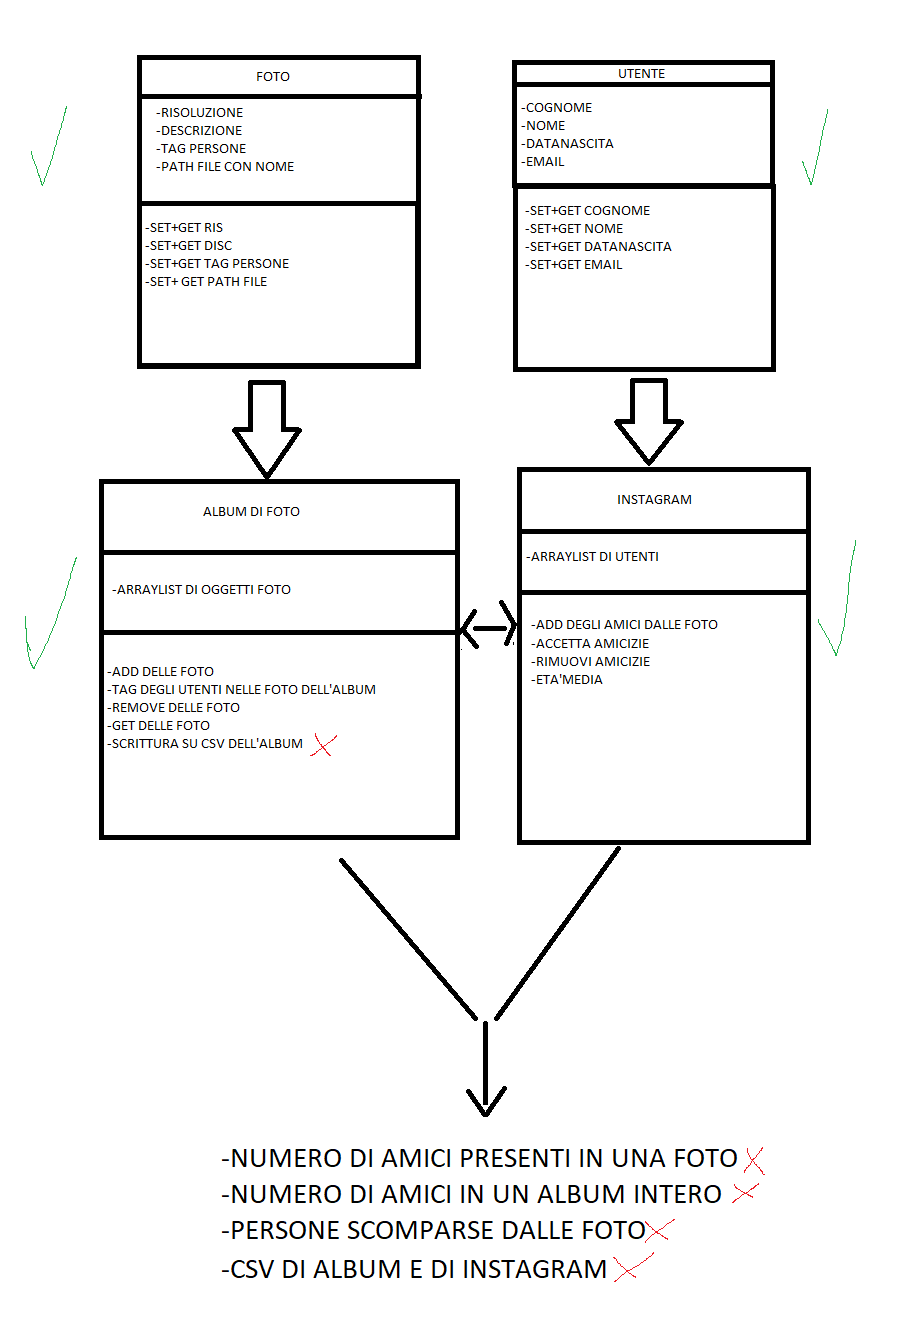 FOTO
-RISOLUZIONE
-DESCRIZIONE
-TAG PERSONE
-PATH FILE CON NOME
-SET+GET RIS
-SET+GET DISC
-SET+GET TAG PERSONE
-SET+ GET PATH FILE
UTENTE
-COGNOME
-NOME
-DATANASCITA
-EMAIL
-SET+GET COGNOME
-SET+GET NOME
-SET+GET DATANASCITA
-SET+GET EMAIL
ALBUM DI FOTO
-ARRAYLIST DI OGGETTI FOTO
-ADD DELLE FOTO
-TAG DEGLI UTENTI NELLE FOTO DELL'ALBUM
-REMOVE DELLE FOTO
-GET DELLE FOTO
-SCRITTURA SU CSV DELL'ALBUM
INSTAGRAM
-ARRAYLIST DI UTENTI
-ADD DEGLI AMICI DALLE FOTO
-ACCETTA AMICIZIE
-RIMUOVI AMICIZIE
-ETA'MEDIA
-NUMERO DI AMICI PRESENTI IN UNA FOTO
-NUMERO DI AMICI IN UN ALBUM INTERO
-PERSONE SCOMPARSE DALLE FOTO
-CSV DI ALBUM E DI INSTAGRAM